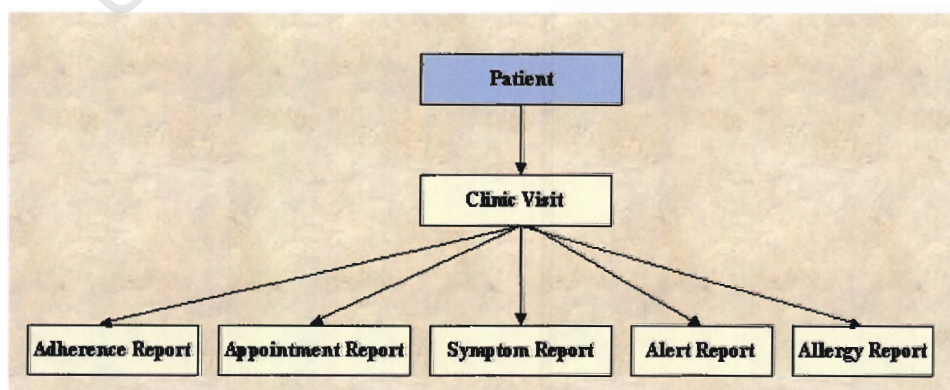 Patient
Clinic Visit
Adherence Report
Appointment Report
Symptom Report
Alert Report
Allergy Report